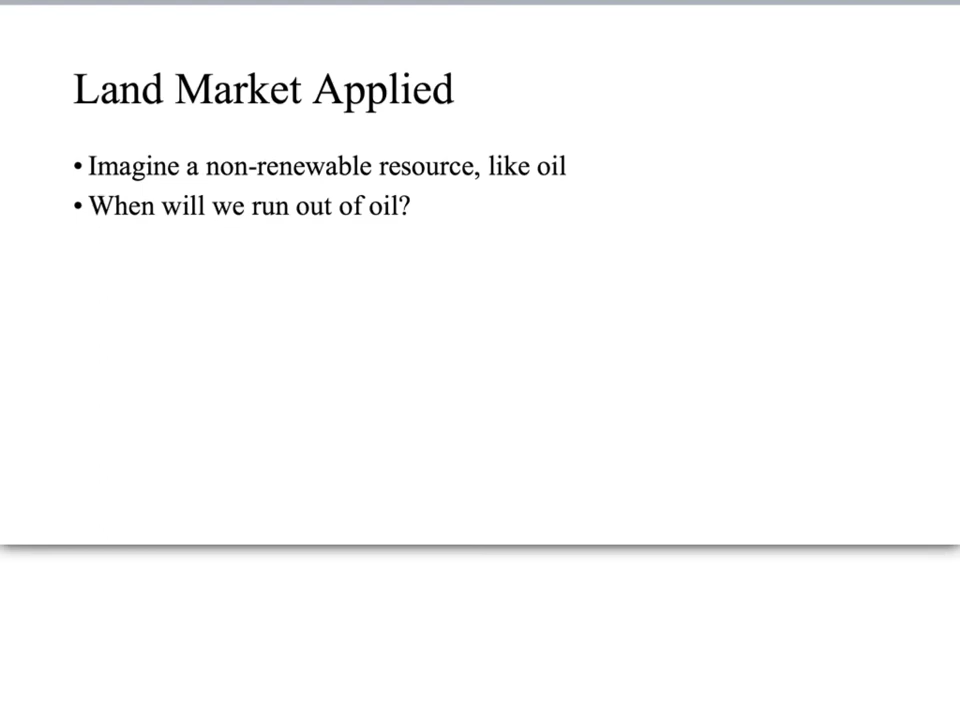 Land Market Applied
• Imagine a non-renewable resource, like oil
• When will we run out of oil?